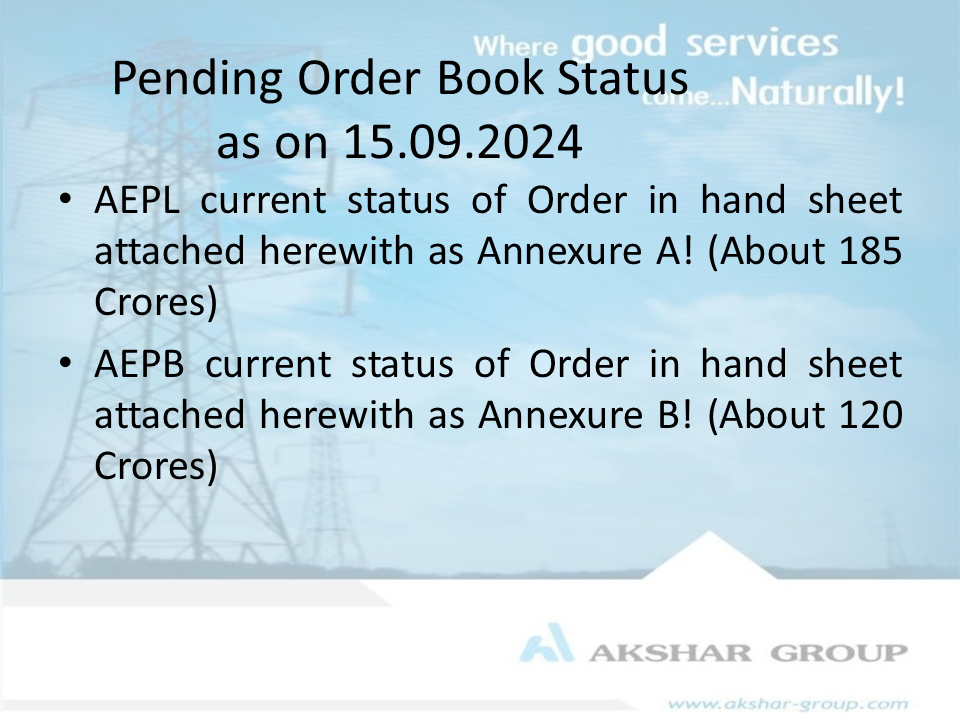 Where good services
come...Naturally!
Pending Order Book Status
as on 15.09.2024
• AEPL current status of Order in hand sheet
attached herewith as Annexure A! (About 185
Crores)
• AEPB current status of Order in hand sheet
attached herewith as Annexure B! (About 120
Crores)
AKSHAR GROUP
www.akshar-group.com